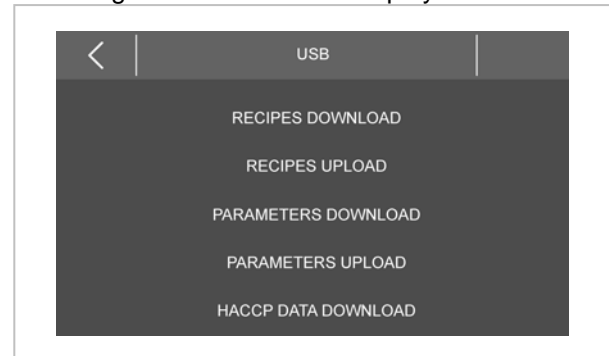 USB
RECIPES DOWNLOAD
RECIPES UPLOAD
PARAMETERS DOWNLOAD
PARAMETERS UPLOAD
HACCP DATA DOWNLOAD